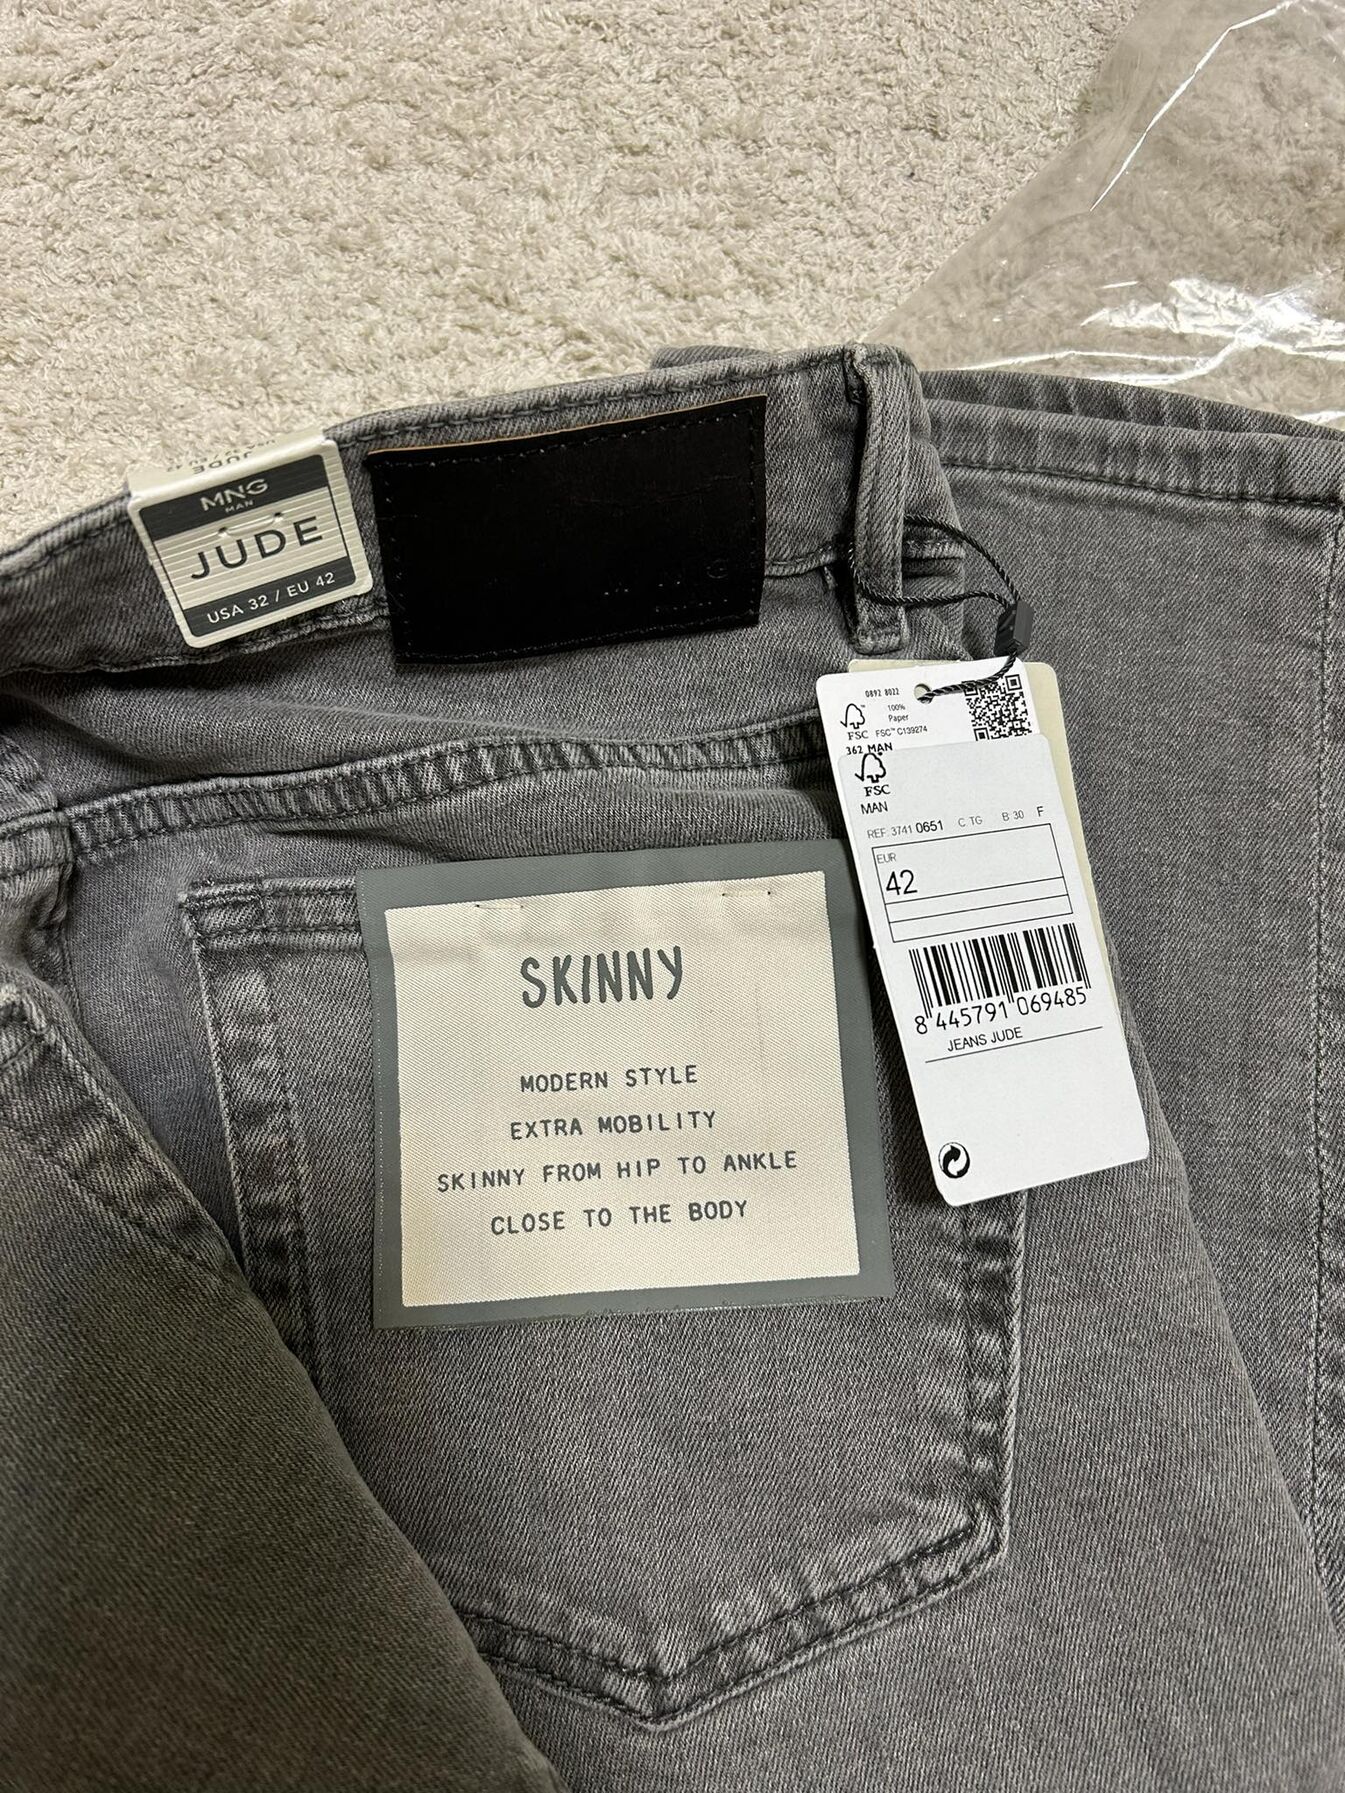 MNG
MAN
JUDE
USA 32 / EU 42
0892 8022
100%
Paper
FSC™ C139274
FSC
362 MAN
FSC
MAN
REF. 3741 0651 C TG B 30 F
EUR
42
8 445791 069485
JEANS JUDE
SKINNY
MODERN STYLE
EXTRA MOBILITY
SKINNY FROM HIP TO ANKLE
CLOSE TO THE BODY